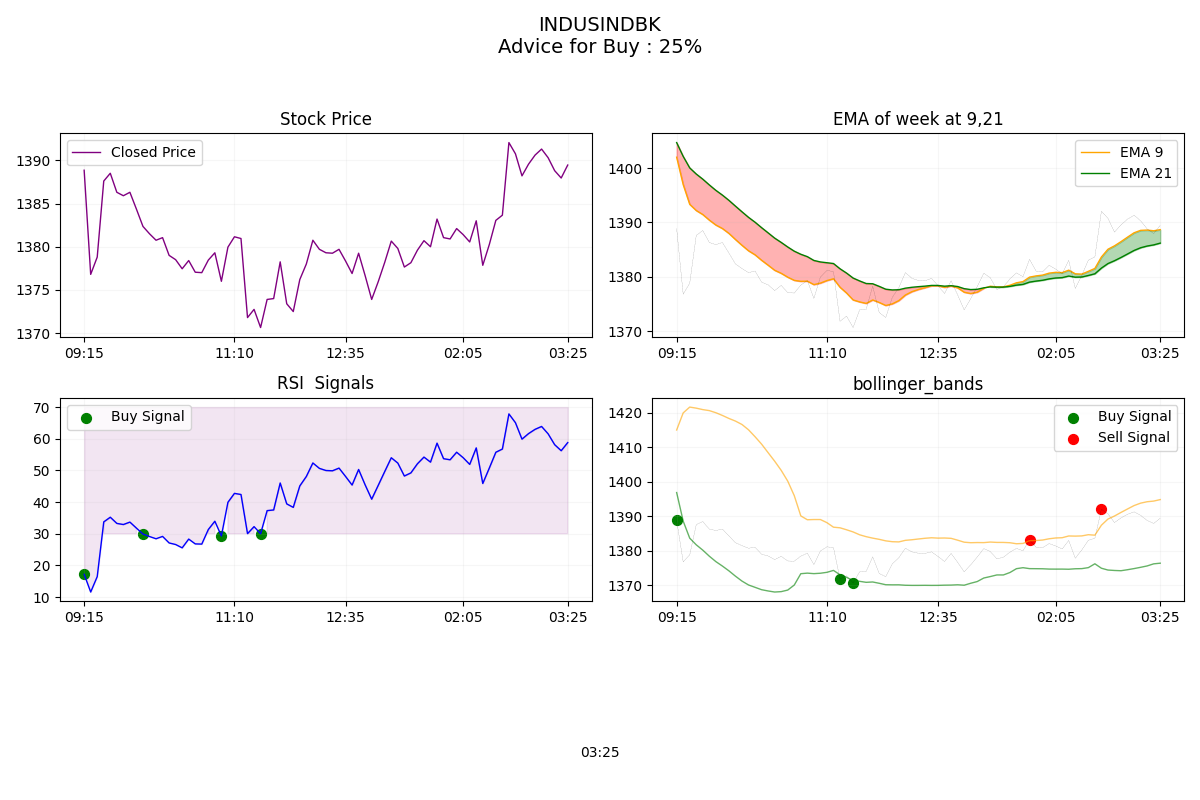 INDUSINDBK
Advice for Buy : 25%
Stock Price
Closed Price
1390
1385
1380
1375
1370
09:15 11:10 12:35 02:05 03:25
EMA of week at 9,21
EMA 9
EMA 21
1400
1390
1380
1370
09:15 11:10 12:35 02:05 03:25
RSI  Signals
Buy Signal
70
60
50
40
30
20
10
09:15 11:10 12:35 02:05 03:25
bollinger_bands
Buy Signal
Sell Signal
1420
1410
1400
1390
1380
1370
09:15 11:10 12:35 02:05 03:25
03:25